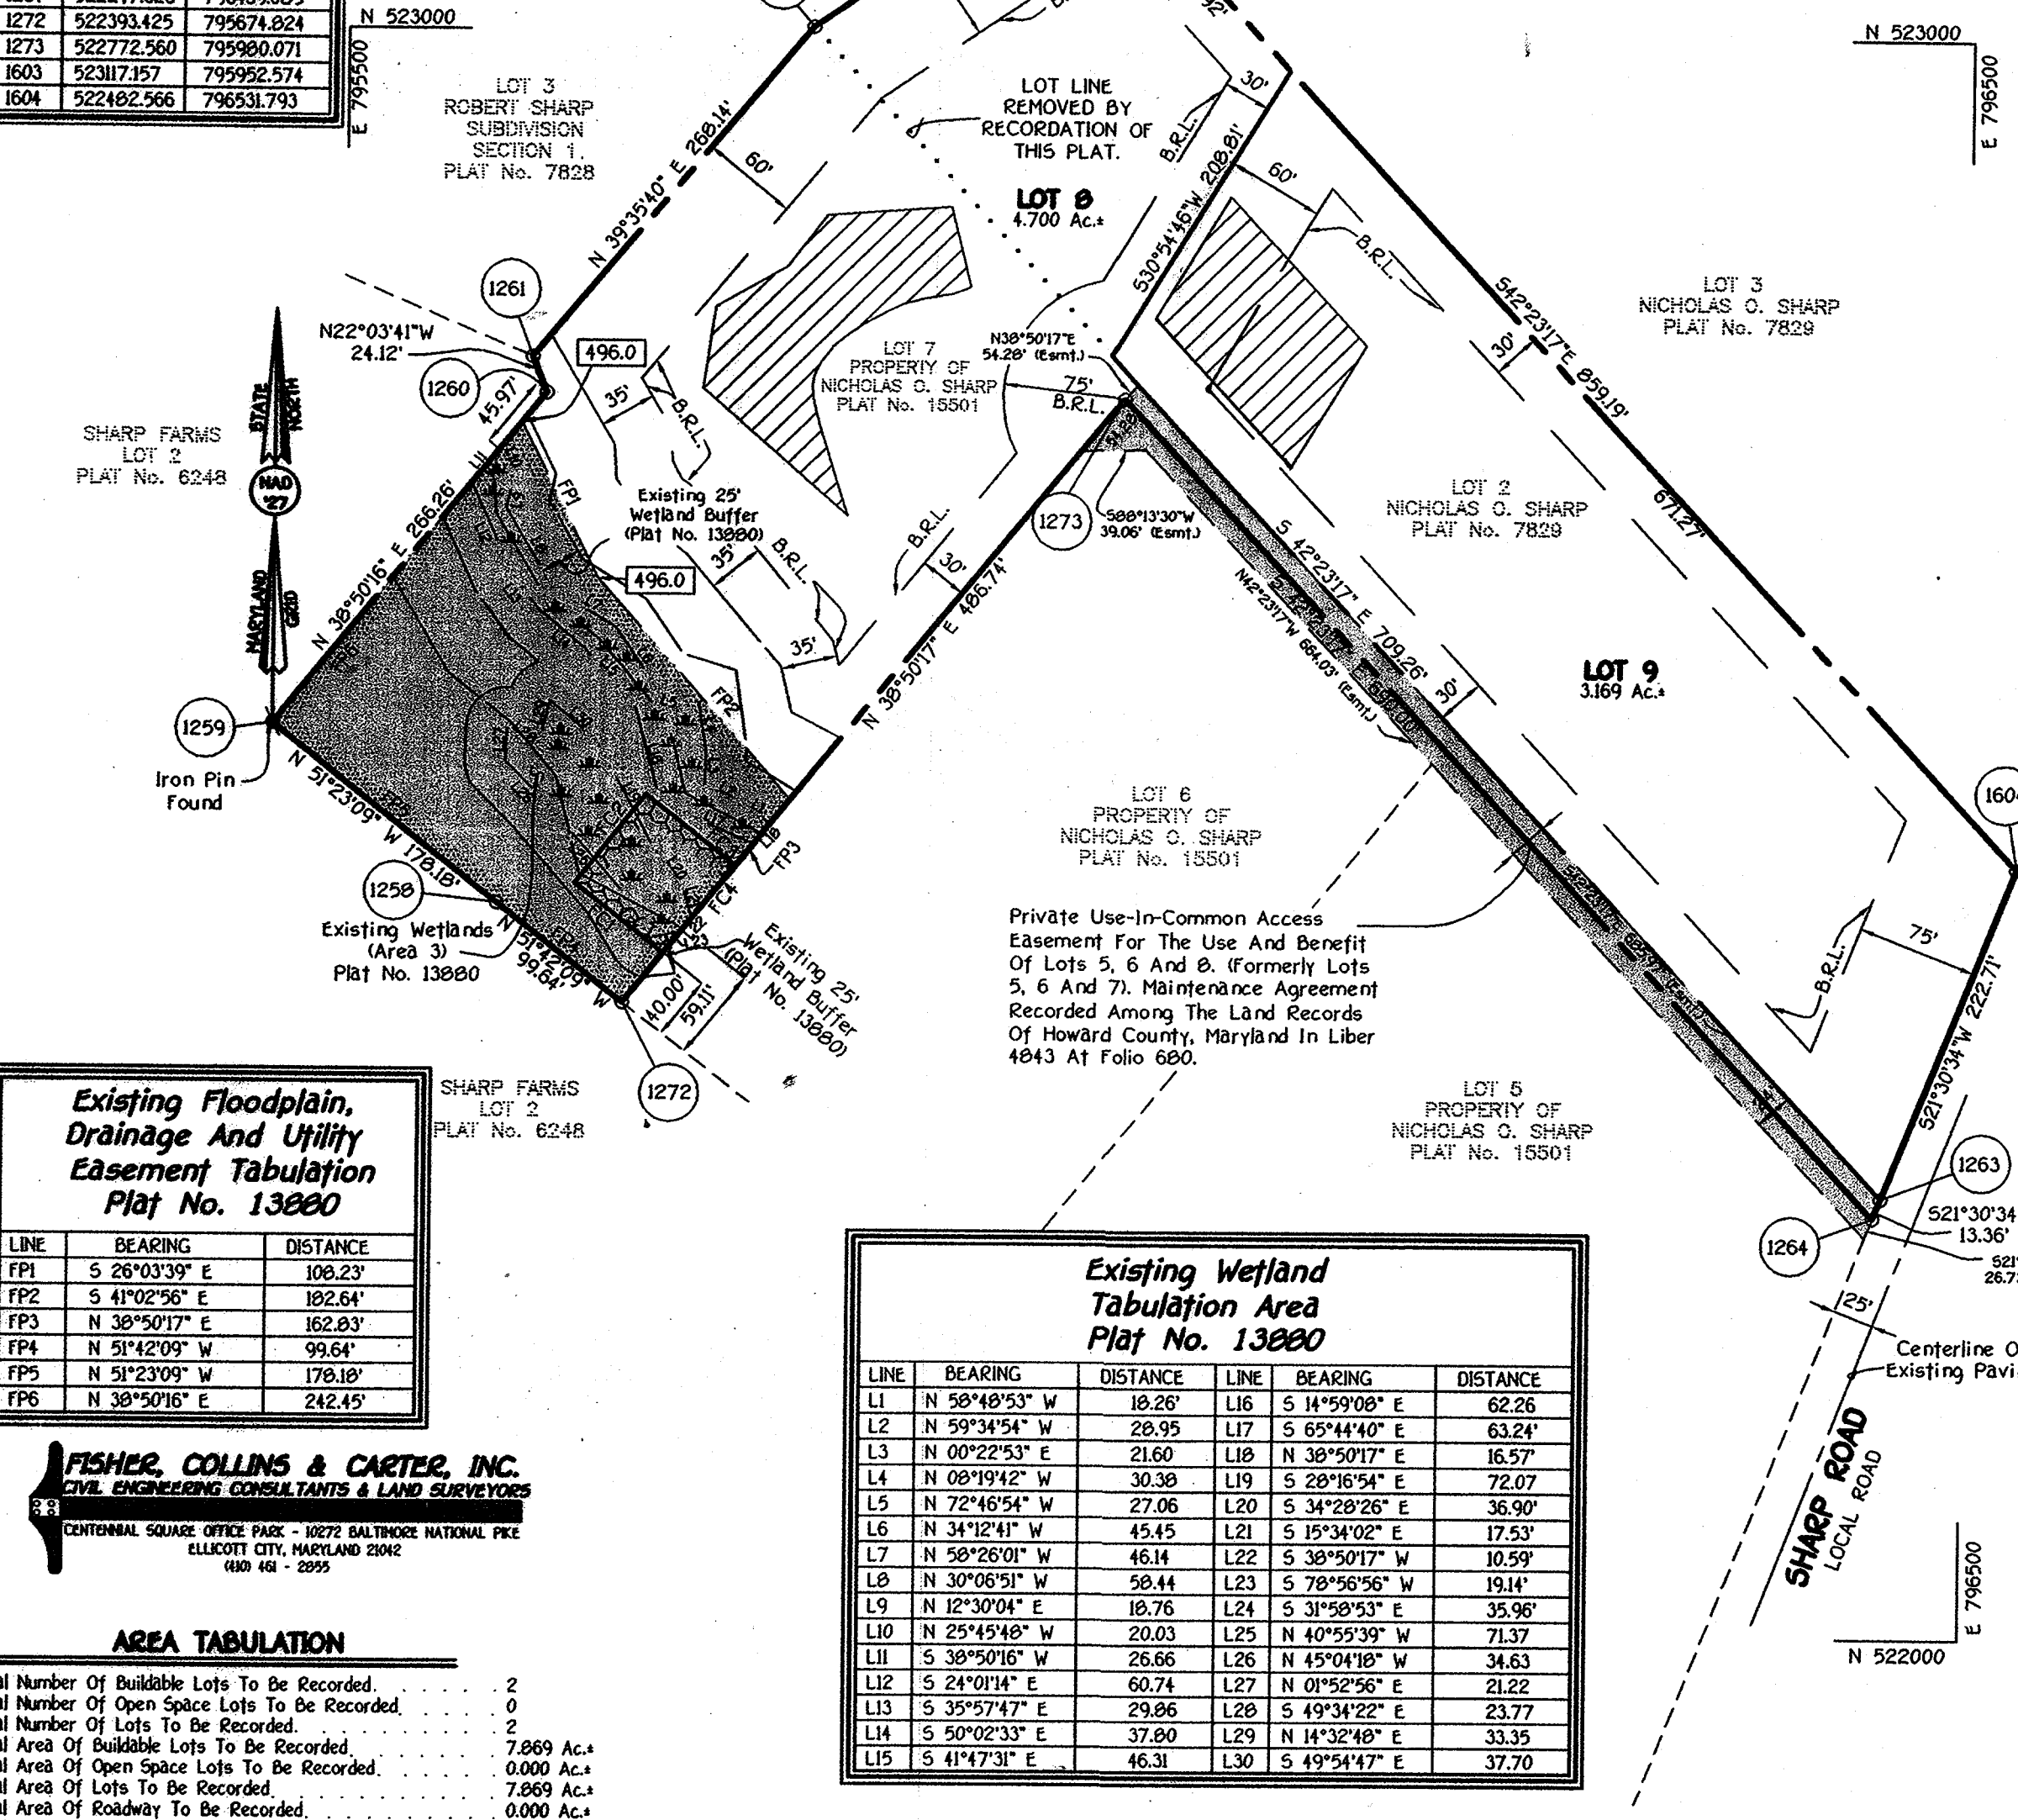 1272 522393.425 795674.824
1273 522772.560 795980.071
1603 523117.157 795952.574
1604 522482.566 796531.793
N 523000
E 795500
N 523000
E 796500
LOT 3
ROBERT SHARP
SUBDIVISION
SECTION 1.
PLAT No. 7828
LOT LINE
REMOVED BY
RECORDATION OF
THIS PLAT.
LOT 8
4.700 Ac.±
N 39°35'40" E 268.14'
60'
30'
B.R.L.
S30°54'46"W 208.81'
60'
B.R.L.
S42°23'17"E 859.19'
30'
671.27'
LOT 3
NICHOLAS O. SHARP
PLAT No. 7829
1261
N22°03'41"W
24.12'
1260
496.0
45.97'
35'
B.R.L.
LOT 7
PROPERTY OF
NICHOLAS O. SHARP
PLAT No. 15501
N38°50'17"E
54.28' (Esmt.)
75'
B.R.L.
SHARP FARMS
LOT 2
PLAT No. 6248
STATE
NORTH
NAD
'27
MARYLAND
GRID
N 38°50'16" E 266.26'
L11
FP1
Existing 25'
Wetland Buffer
(Plat No. 13880)
496.0
35'
B.R.L.
35'
B.R.L.
30'
N 38°50'17" E 486.74'
1273
S88°13'30"W
39.06' (Esmt.)
LOT 2
NICHOLAS O. SHARP
PLAT No. 7829
S 42°23'17" E 709.26'
N42°23'17"W 664.03' (Esmt.)
30'
LOT 9
3.169 Ac.±
FP2
1259
Iron Pin
Found
N 51°23'09" W 178.18'
FP5
1258
Existing Wetlands
(Area 3)
Plat No. 13880
N 51°42'09" W
99.64'
FP4
FC4
FP3
L18
Existing 25'
Wetland Buffer
(Plat No. 13880)
140.00'
59.11'
1272
LOT 6
PROPERTY OF
NICHOLAS O. SHARP
PLAT No. 15501
Private Use-In-Common Access
Easement For The Use And Benefit
Of Lots 5, 6 And 8. (Formerly Lots
5, 6 And 7). Maintenance Agreement
Recorded Among The Land Records
Of Howard County, Maryland In Liber
4843 At Folio 680.
1604
75'
B.R.L.
S21°30'34"W 222.71'
LOT 5
PROPERTY OF
NICHOLAS O. SHARP
PLAT No. 15501
1263
S21°30'34
13.36'
1264
25'
Centerline O
Existing Pavi
SHARP ROAD
LOCAL ROAD
E 796500
N 522000
SHARP FARMS
LOT 2
PLAT No. 6248
Existing Floodplain,
Drainage And Utility
Easement Tabulation
Plat No. 13880
LINE BEARING DISTANCE
FP1 S 26°03'39" E 108.23'
FP2 S 41°02'56" E 182.64'
FP3 N 38°50'17" E 162.83'
FP4 N 51°42'09" W 99.64'
FP5 N 51°23'09" W 178.18'
FP6 N 38°50'16" E 242.45'
FISHER, COLLINS & CARTER, INC.
CIVIL ENGINEERING CONSULTANTS & LAND SURVEYORS
CENTENNIAL SQUARE OFFICE PARK - 10272 BALTIMORE NATIONAL PIKE
ELLICOTT CITY, MARYLAND 21042
(410) 461 - 2855
AREA TABULATION
al Number Of Buildable Lots To Be Recorded. . . . . . 2
al Number Of Open Space Lots To Be Recorded. . . . . 0
al Number Of Lots To Be Recorded. . . . . . . . . . 2
al Area Of Buildable Lots To Be Recorded. . . . . . . 7.869 Ac.±
al Area Of Open Space Lots To Be Recorded. . . . . . 0.000 Ac.±
al Area Of Lots To Be Recorded. . . . . . . . . . . 7.869 Ac.±
al Area Of Roadway To Be Recorded. . . . . . . . . 0.000 Ac.±
Existing Wetland
Tabulation Area
Plat No. 13880
LINE BEARING DISTANCE LINE BEARING DISTANCE
L1 N 58°48'53" W 18.26' L16 S 14°59'08" E 62.26
L2 N 59°34'54" W 28.95 L17 S 65°44'40" E 63.24'
L3 N 00°22'53" E 21.60 L18 N 38°50'17" E 16.57'
L4 N 08°19'42" W 30.38 L19 S 28°16'54" E 72.07
L5 N 72°46'54" W 27.06 L20 S 34°28'26" E 36.90'
L6 N 34°12'41" W 45.45 L21 S 15°34'02" E 17.53'
L7 N 58°26'01" W 46.14 L22 S 38°50'17" W 10.59'
L8 N 30°06'51" W 58.44 L23 S 78°56'56" W 19.14'
L9 N 12°30'04" E 18.76 L24 S 31°58'53" E 35.96'
L10 N 25°45'48" W 20.03 L25 N 40°55'39" W 71.37
L11 S 38°50'16" W 26.66 L26 N 45°04'18" W 34.63
L12 S 24°01'14" E 60.74 L27 N 01°52'56" E 21.22
L13 S 35°57'47" E 29.86 L28 S 49°34'22" E 23.77
L14 S 50°02'33" E 37.80 L29 N 14°32'48" E 33.35
L15 S 41°47'31" E 46.31 L30 S 49°54'47" E 37.70